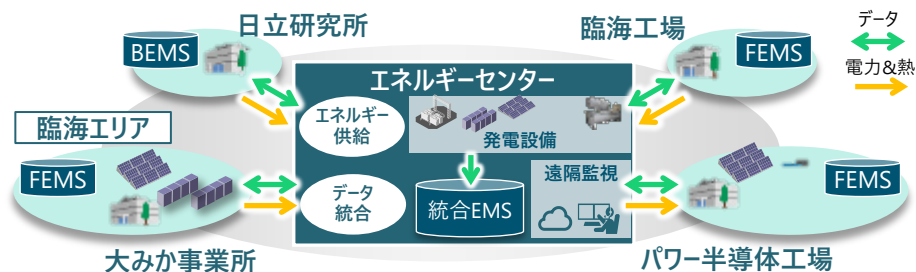 日立研究所
BEMS
臨海工場
FEMS
データ
電力&熱
エネルギーセンター
エネルギー
供給
発電設備
臨海エリア
FEMS
データ
統合
統合EMS
遠隔監視
FEMS
大みか事業所
パワー半導体工場